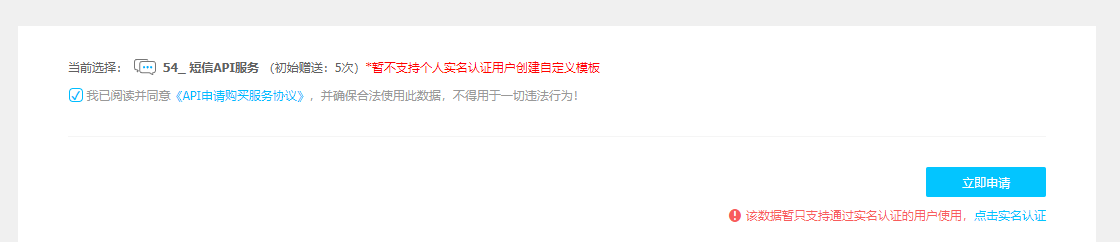 当前选择： 54_ 短信API服务 （初始赠送：5次）*暂不支持个人实名认证用户创建自定义模板
我已阅读并同意《API申请购买服务协议》，并确保合法使用此数据，不得用于一切违法行为！
立即申请
该数据暂只支持通过实名认证的用户使用，点击实名认证